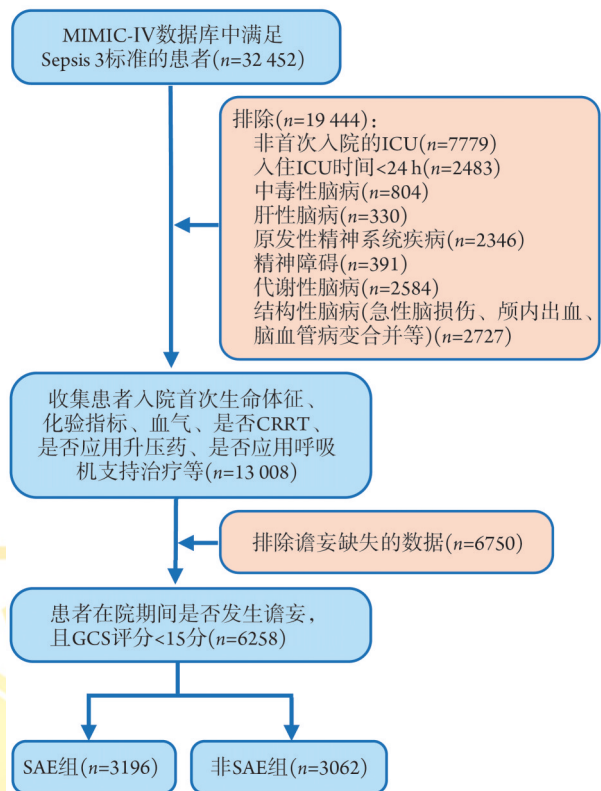 MIMIC-IV数据库中满足
Sepsis 3标准的患者(n=32 452)
排除(n=19 444)：
非首次入院的ICU(n=7779)
入住ICU时间<24 h(n=2483)
中毒性脑病(n=804)
肝性脑病(n=330)
原发性精神系统疾病(n=2346)
精神障碍(n=391)
代谢性脑病(n=2584)
结构性脑病(急性脑损伤、颅内出血、
脑血管病变合并等)(n=2727)
收集患者入院首次生命体征、
化验指标、血气、是否CRRT、
是否应用升压药、是否应用呼吸
机支持治疗等(n=13 008)
排除谵妄缺失的数据(n=6750)
患者在院期间是否发生谵妄，
且GCS评分<15分(n=6258)
SAE组(n=3196)
非SAE组(n=3062)